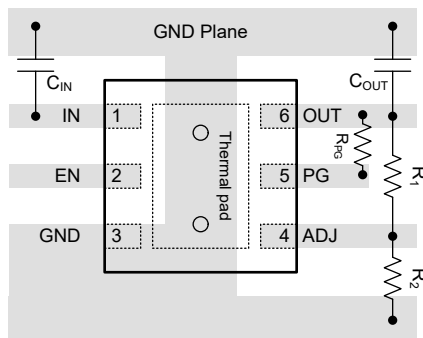 GND Plane
CIN
COUT
IN 1
6 OUT
RPG
EN 2
Thermal pad
5 PG
R1
GND 3
4 ADJ
R2